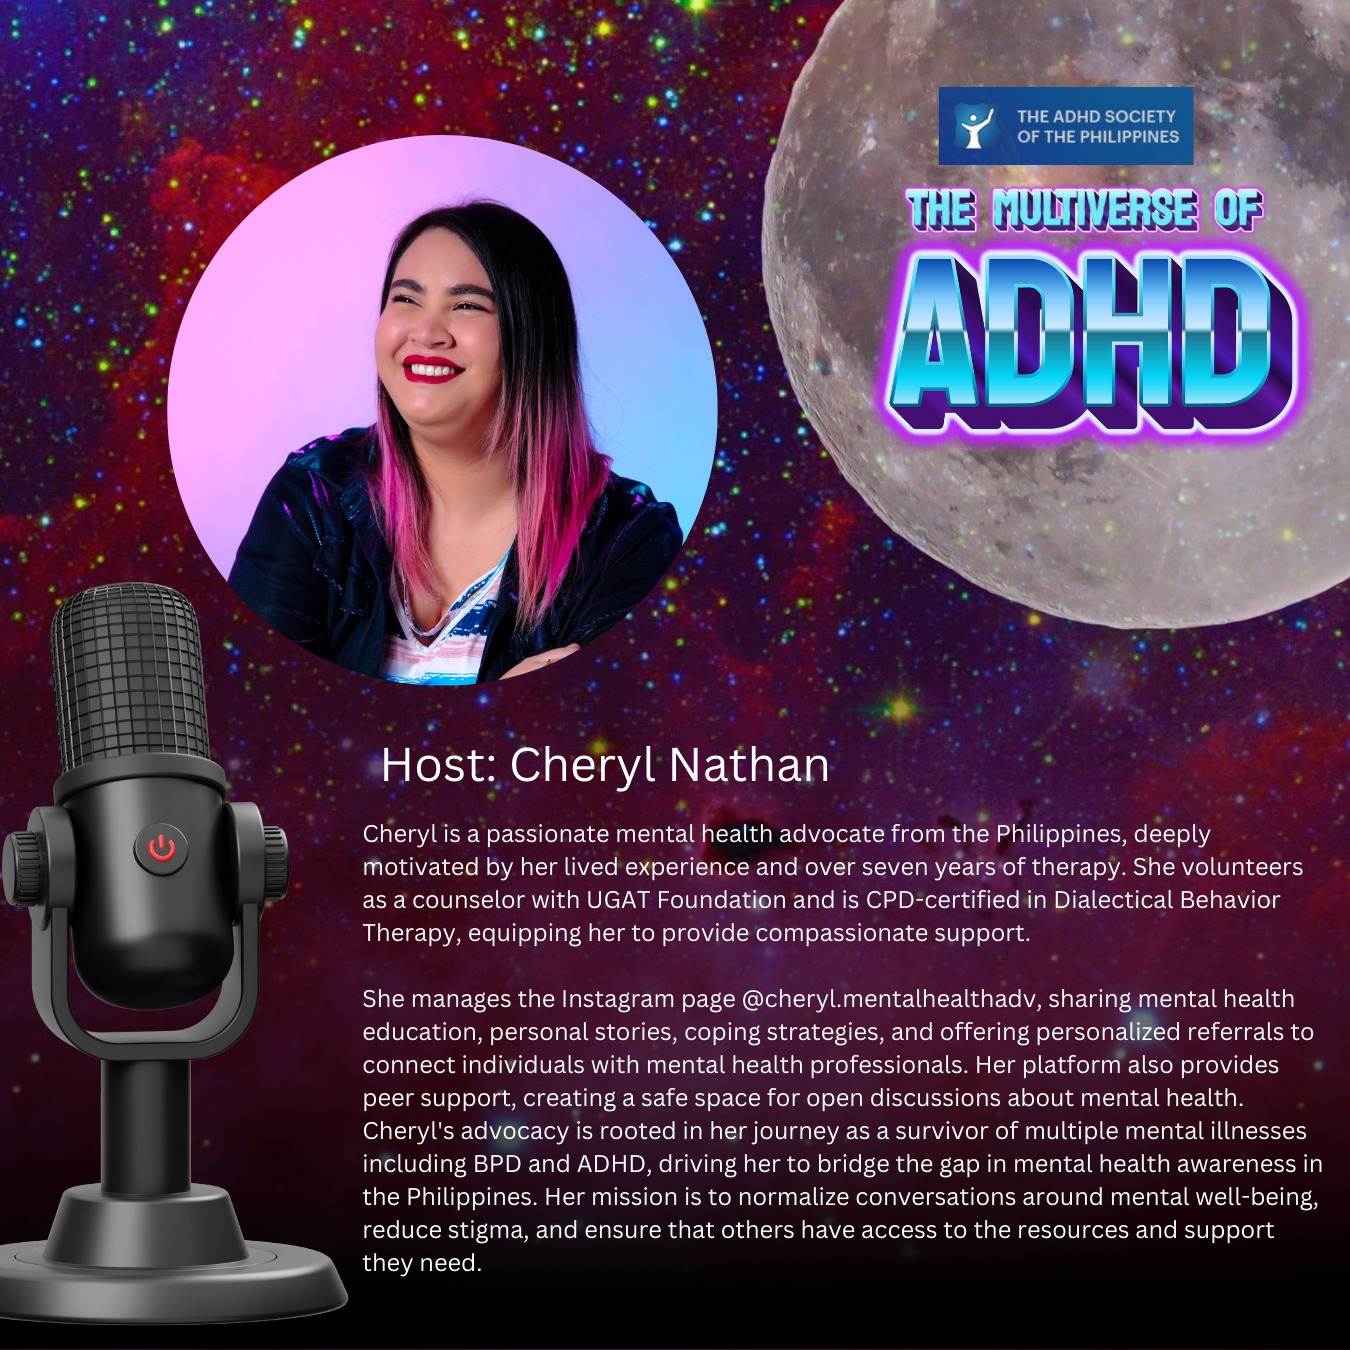 THE ADHD SOCIETY
OF THE PHILIPPINES
THE MULTIVERSE OF
ADHD
Host: Cheryl Nathan
Cheryl is a passionate mental health advocate from the Philippines, deeply
motivated by her lived experience and over seven years of therapy. She volunteers
as a counselor with UGAT Foundation and is CPD-certified in Dialectical Behavior
Therapy, equipping her to provide compassionate support.
She manages the Instagram page @cheryl.mentalhealthadv, sharing mental health
education, personal stories, coping strategies, and offering personalized referrals to
connect individuals with mental health professionals. Her platform also provides
peer support, creating a safe space for open discussions about mental health.
Cheryl's advocacy is rooted in her journey as a survivor of multiple mental illnesses
including BPD and ADHD, driving her to bridge the gap in mental health awareness in
the Philippines. Her mission is to normalize conversations around mental well-being,
reduce stigma, and ensure that others have access to the resources and support
they need.